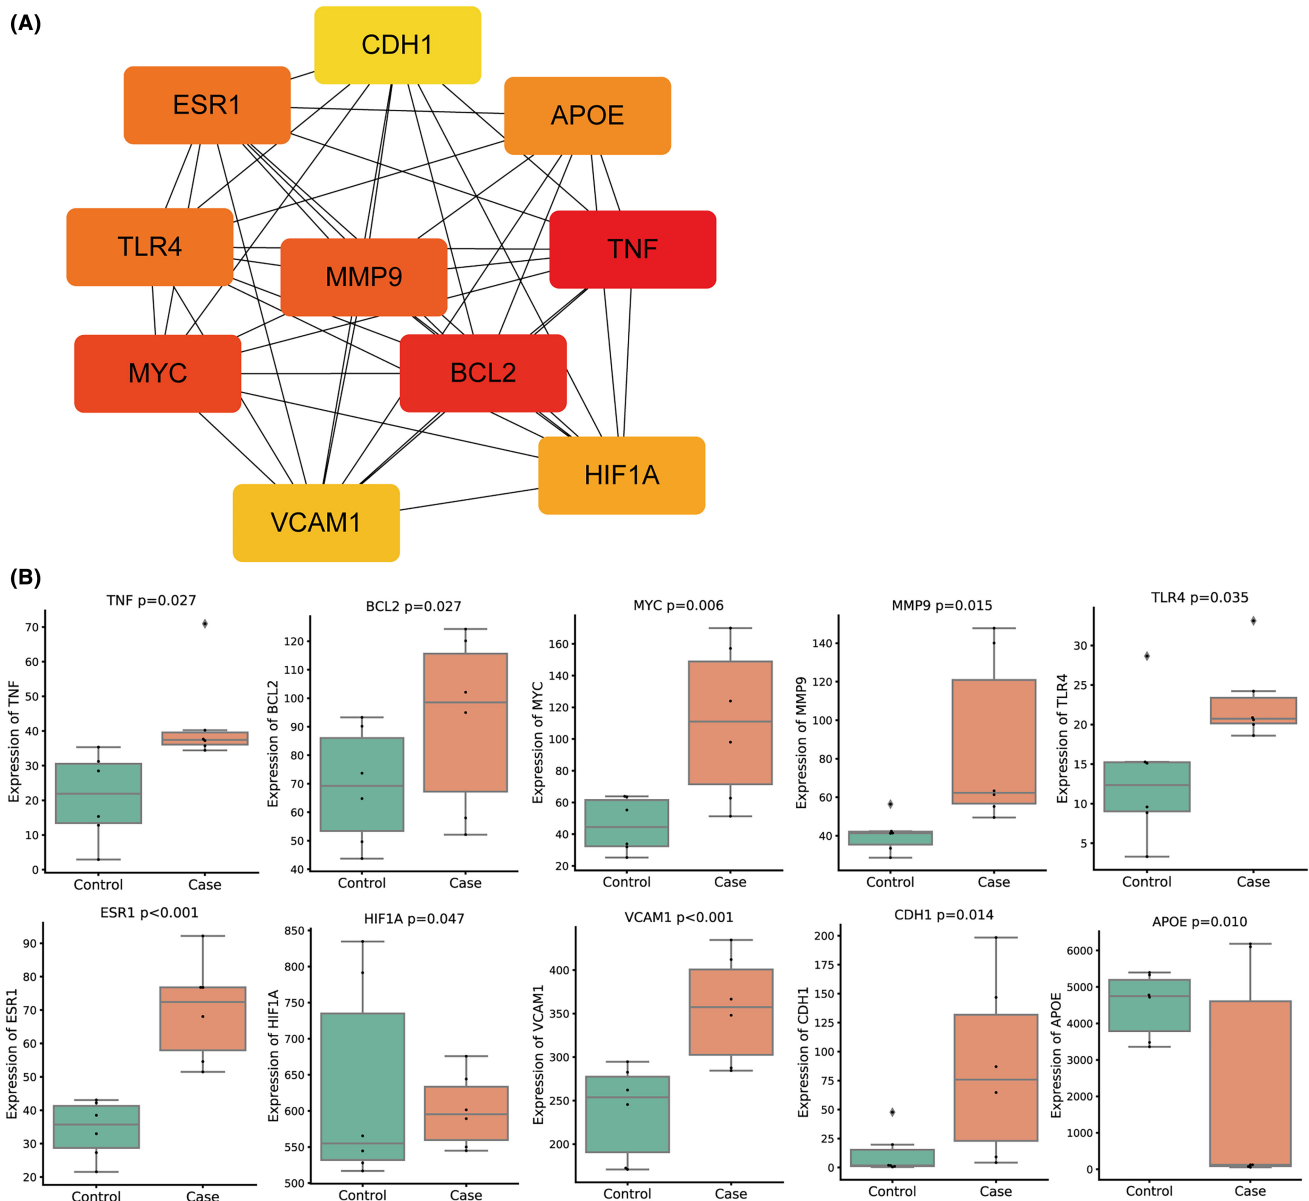 (A)
CDH1
ESR1
APOE
TLR4
TNF
MMP9
MYC
BCL2
HIF1A
VCAM1
(B)
TNF p=0.027
Expression of TNF
70
60
50
40
30
20
10
0
Control Case
BCL2 p=0.027
Expression of BCL2
120
110
100
90
80
70
60
50
40
Control Case
MYC p=0.006
Expression of MYC
160
140
120
100
80
60
40
20
Control Case
MMP9 p=0.015
Expression of MMP9
140
120
100
80
60
40
Control Case
TLR4 p=0.035
Expression of TLR4
30
25
20
15
10
5
Control Case
ESR1 p<0.001
Expression of ESR1
90
80
70
60
50
40
30
20
Control Case
HIF1A p=0.047
Expression of HIF1A
850
800
750
700
650
600
550
500
Control Case
VCAM1 p<0.001
Expression of VCAM1
400
350
300
250
200
Control Case
CDH1 p=0.014
Expression of CDH1
200
175
150
125
100
75
50
25
0
Control Case
APOE p=0.010
Expression of APOE
6000
5000
4000
3000
2000
1000
0
Control Case